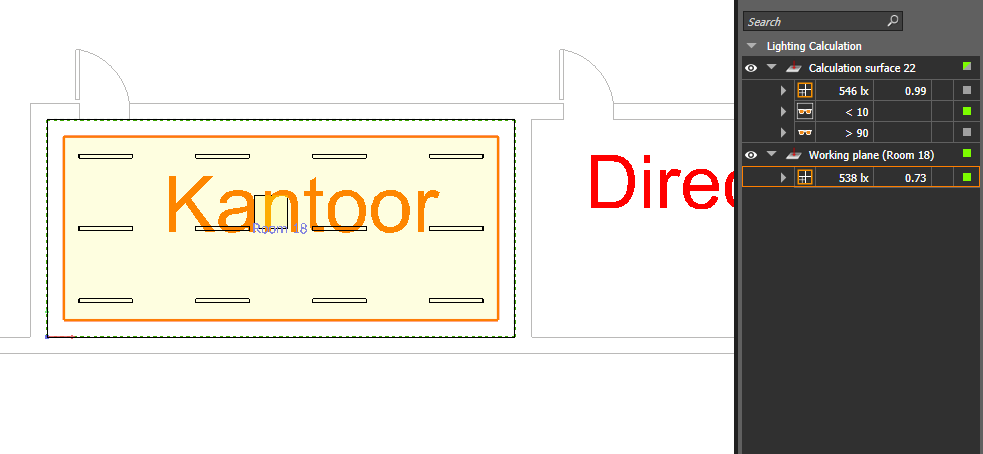 Kantoor
Room 18
Direc
Search
Lighting Calculation
Calculation surface 22
546 lx 0.99
< 10
> 90
Working plane (Room 18)
538 lx 0.73